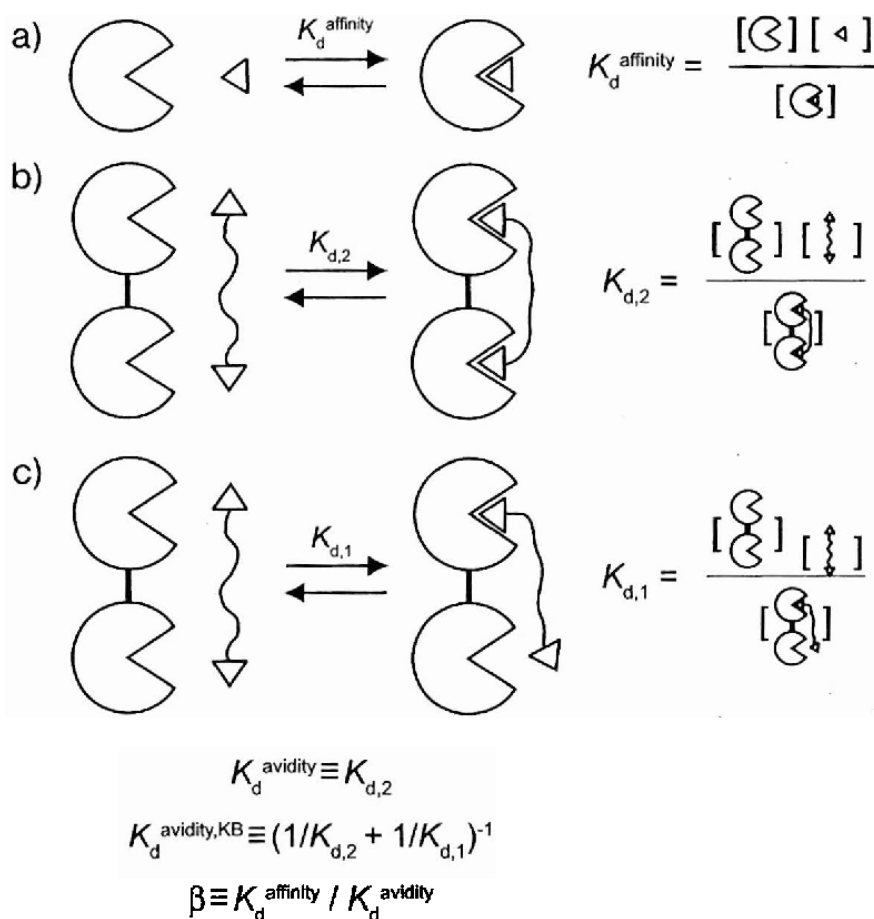 a) K_d^affinity K_d^affinity = [ ] [ ] / [ ]
b) K_d,2 K_d,2 = [ ] [ ] / [ ]
c) K_d,1 K_d,1 = [ ] [ ] / [ ]
K_d^avidity ≡ K_d,2
K_d^avidity,KB ≡ (1/K_d,2 + 1/K_d,1)^-1
β ≡ K_d^affinity / K_d^avidity